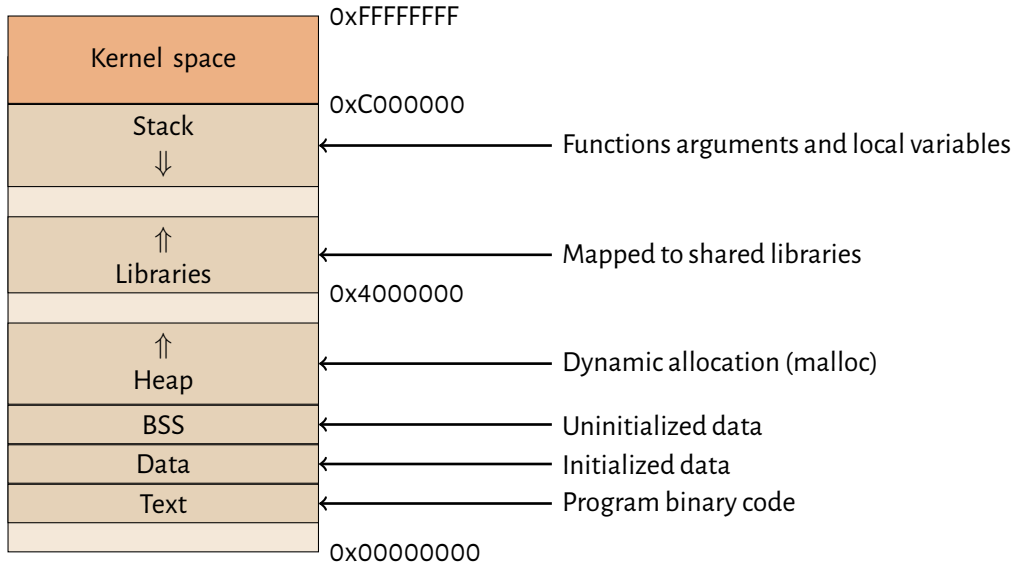 0xFFFFFFFF
Kernel space
0xC000000
Stack
⇓
Functions arguments and local variables
⇑
Libraries
Mapped to shared libraries
0x4000000
⇑
Heap
Dynamic allocation (malloc)
BSS
Uninitialized data
Data
Initialized data
Text
Program binary code
0x00000000